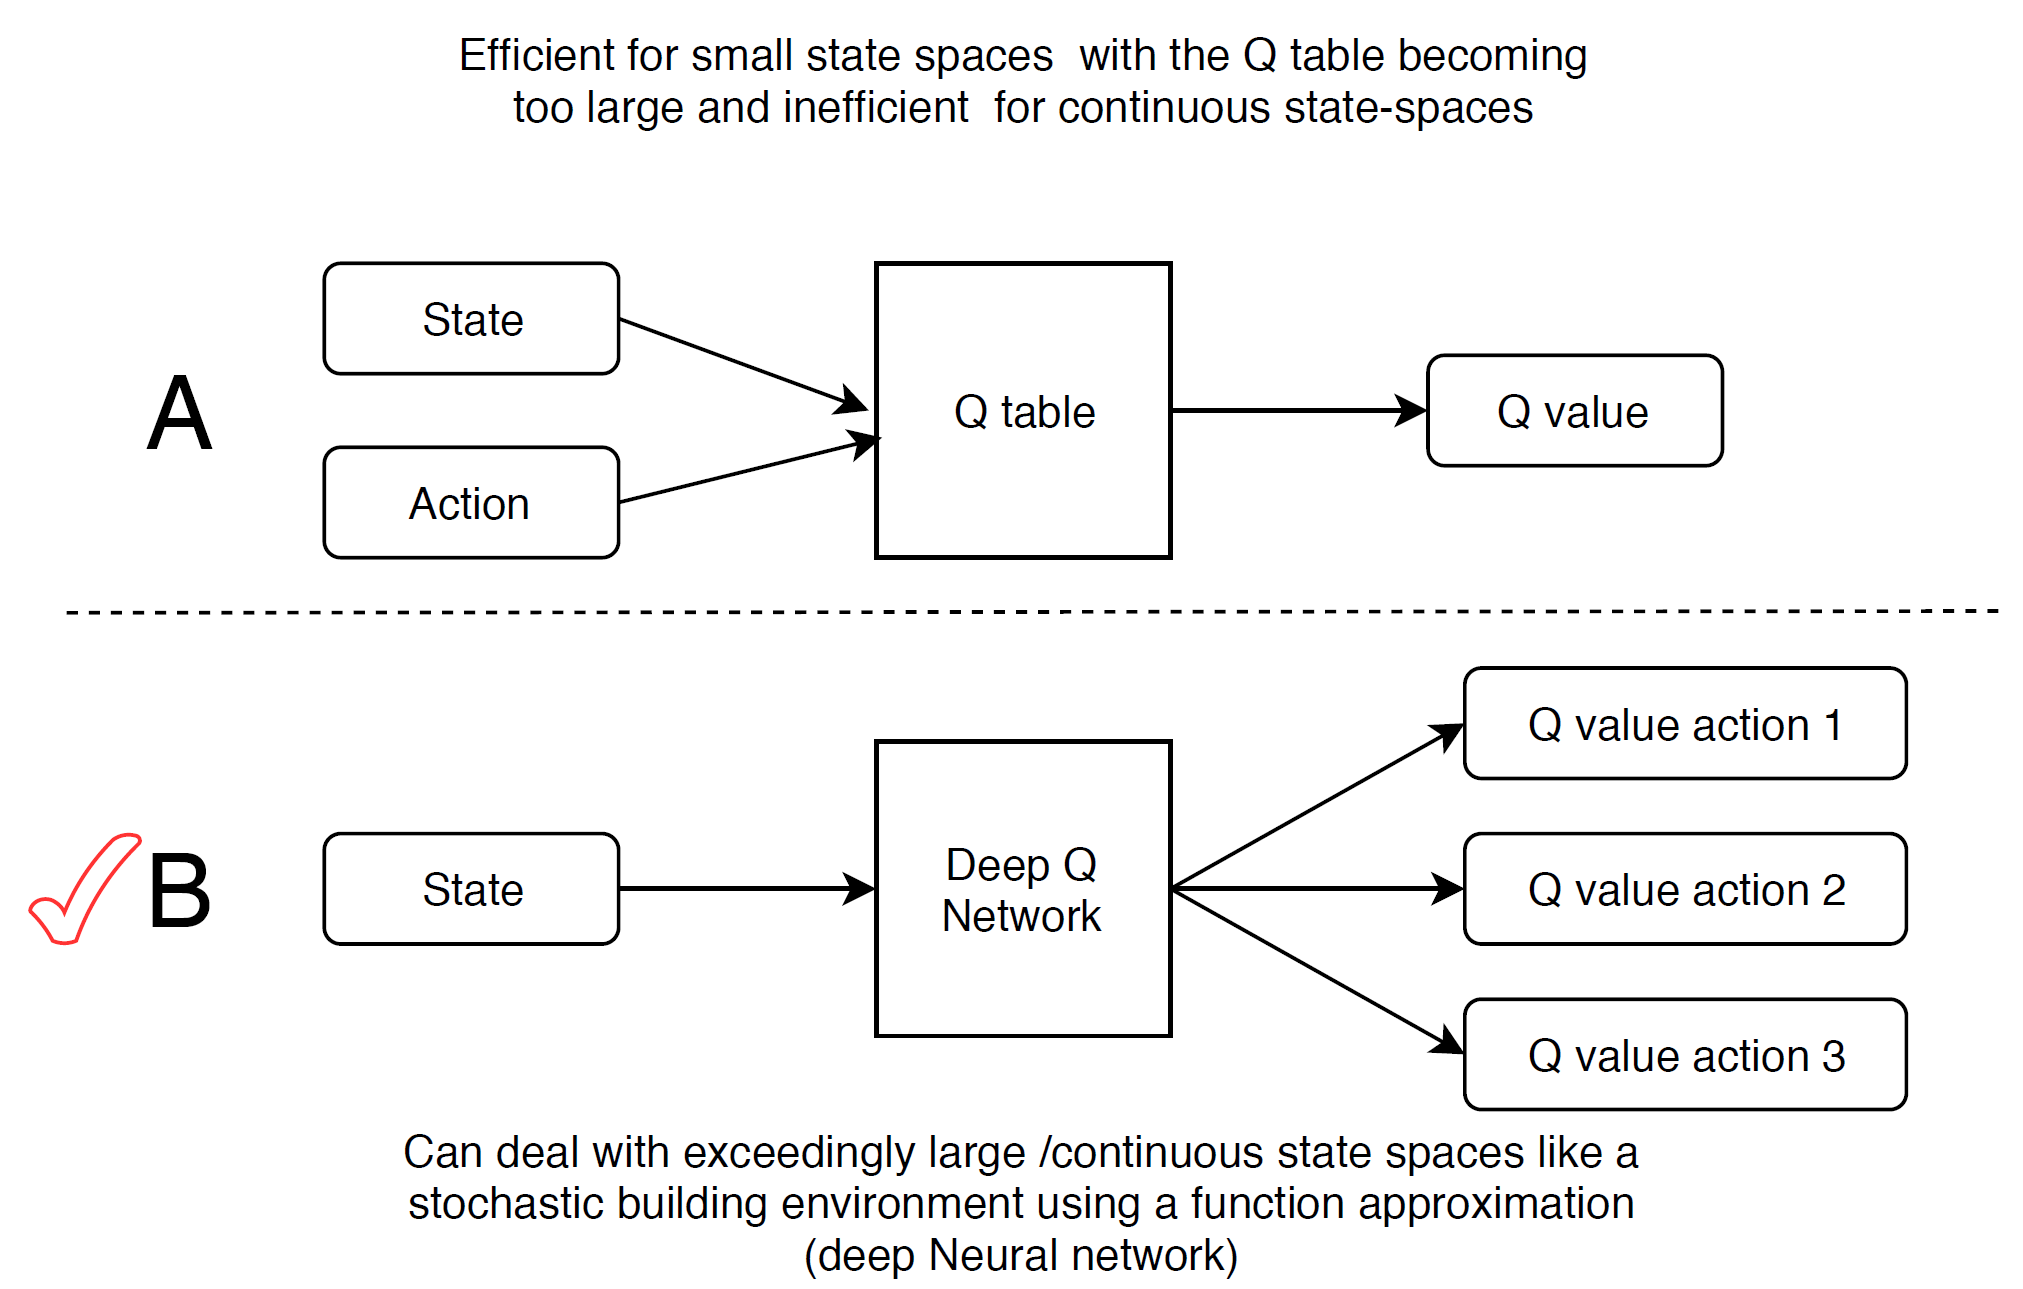 Efficient for small state spaces  with the Q table becoming
too large and inefficient  for continuous state-spaces
A
State
Action
Q table
Q value
B
State
Deep Q
Network
Q value action 1
Q value action 2
Q value action 3
Can deal with exceedingly large /continuous state spaces like a
stochastic building environment using a function approximation
(deep Neural network)